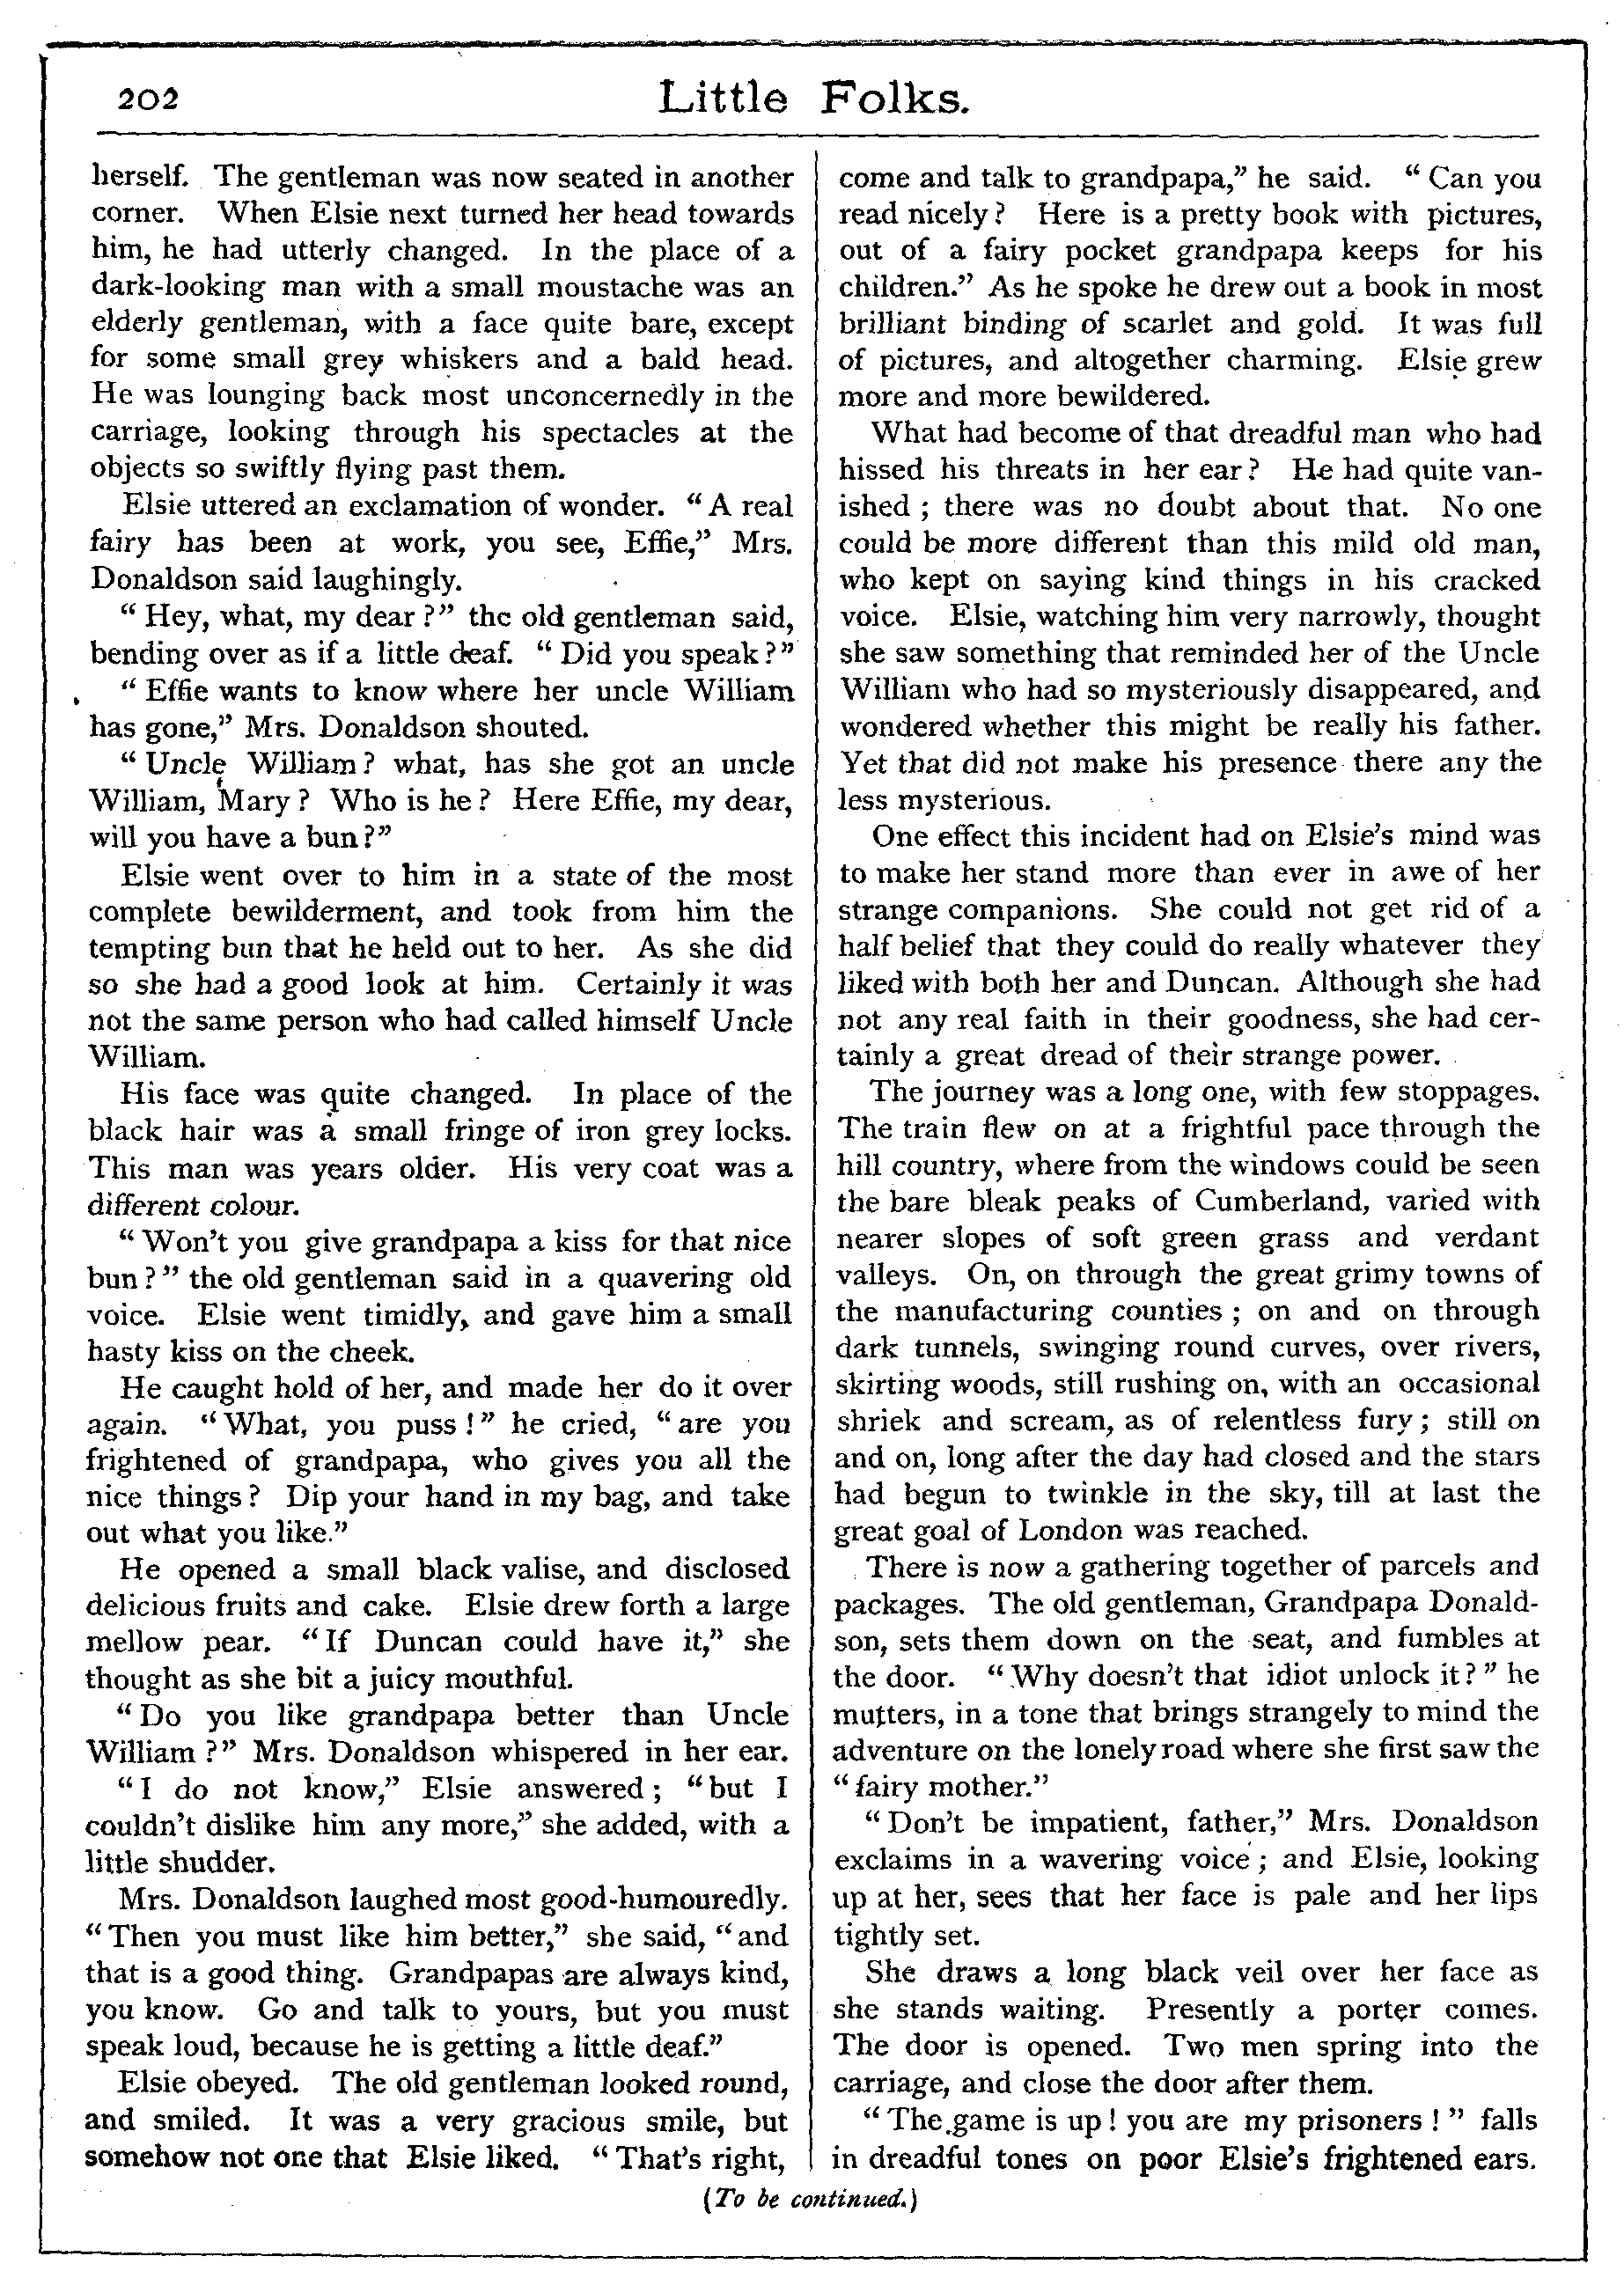 202
Little Folks.
herself. The gentleman was now seated in another
corner. When Elsie next turned her head towards
him, he had utterly changed. In the place of a
dark-looking man with a small moustache was an
elderly gentleman, with a face quite bare, except
for some small grey whiskers and a bald head.
He was lounging back most unconcernedly in the
carriage, looking through his spectacles at the
objects so swiftly flying past them.
Elsie uttered an exclamation of wonder. “A real
fairy has been at work, you see, Effie,” Mrs.
Donaldson said laughingly.
“Hey, what, my dear?” the old gentleman said,
bending over as if a little deaf. “Did you speak?”
“Effie wants to know where her uncle William
has gone,” Mrs. Donaldson shouted.
“Uncle William? what, has she got an uncle
William, Mary? Who is he? Here Effie, my dear,
will you have a bun?”
Elsie went over to him in a state of the most
complete bewilderment, and took from him the
tempting bun that he held out to her. As she did
so she had a good look at him. Certainly it was
not the same person who had called himself Uncle
William.
His face was quite changed. In place of the
black hair was a small fringe of iron grey locks.
This man was years older. His very coat was a
different colour.
“Won’t you give grandpapa a kiss for that nice
bun?” the old gentleman said in a quavering old
voice. Elsie went timidly, and gave him a small
hasty kiss on the cheek.
He caught hold of her, and made her do it over
again. “What, you puss!” he cried, “are you
frightened of grandpapa, who gives you all the
nice things? Dip your hand in my bag, and take
out what you like.”
He opened a small black valise, and disclosed
delicious fruits and cake. Elsie drew forth a large
mellow pear. “If Duncan could have it,” she
thought as she bit a juicy mouthful.
“Do you like grandpapa better than Uncle
William?” Mrs. Donaldson whispered in her ear.
“I do not know,” Elsie answered; “but I
couldn’t dislike him any more,” she added, with a
little shudder.
Mrs. Donaldson laughed most good-humouredly.
“Then you must like him better,” she said, “and
that is a good thing. Grandpapas are always kind,
you know. Go and talk to yours, but you must
speak loud, because he is getting a little deaf.”
Elsie obeyed. The old gentleman looked round,
and smiled. It was a very gracious smile, but
somehow not one that Elsie liked. “That’s right,
come and talk to grandpapa,” he said. “Can you
read nicely? Here is a pretty book with pictures,
out of a fairy pocket grandpapa keeps for his
children.” As he spoke he drew out a book in most
brilliant binding of scarlet and gold. It was full
of pictures, and altogether charming. Elsie grew
more and more bewildered.
What had become of that dreadful man who had
hissed his threats in her ear? He had quite van-
ished; there was no doubt about that. No one
could be more different than this mild old man,
who kept on saying kind things in his cracked
voice. Elsie, watching him very narrowly, thought
she saw something that reminded her of the Uncle
William who had so mysteriously disappeared, and
wondered whether this might be really his father.
Yet that did not make his presence there any the
less mysterious.
One effect this incident had on Elsie’s mind was
to make her stand more than ever in awe of her
strange companions. She could not get rid of a
half belief that they could do really whatever they
liked with both her and Duncan. Although she had
not any real faith in their goodness, she had cer-
tainly a great dread of their strange power.
The journey was a long one, with few stoppages.
The train flew on at a frightful pace through the
hill country, where from the windows could be seen
the bare bleak peaks of Cumberland, varied with
nearer slopes of soft green grass and verdant
valleys. On, on through the great grimy towns of
the manufacturing counties; on and on through
dark tunnels, swinging round curves, over rivers,
skirting woods, still rushing on, with an occasional
shriek and scream, as of relentless fury; still on
and on, long after the day had closed and the stars
had begun to twinkle in the sky, till at last the
great goal of London was reached.
There is now a gathering together of parcels and
packages. The old gentleman, Grandpapa Donald-
son, sets them down on the seat, and fumbles at
the door. “Why doesn’t that idiot unlock it?” he
mutters, in a tone that brings strangely to mind the
adventure on the lonely road where she first saw the
“fairy mother.”
“Don’t be impatient, father,” Mrs. Donaldson
exclaims in a wavering voice; and Elsie, looking
up at her, sees that her face is pale and her lips
tightly set.
She draws a long black veil over her face as
she stands waiting. Presently a porter comes.
The door is opened. Two men spring into the
carriage, and close the door after them.
“The game is up! you are my prisoners!” falls
in dreadful tones on poor Elsie’s frightened ears.
(To be continued.)